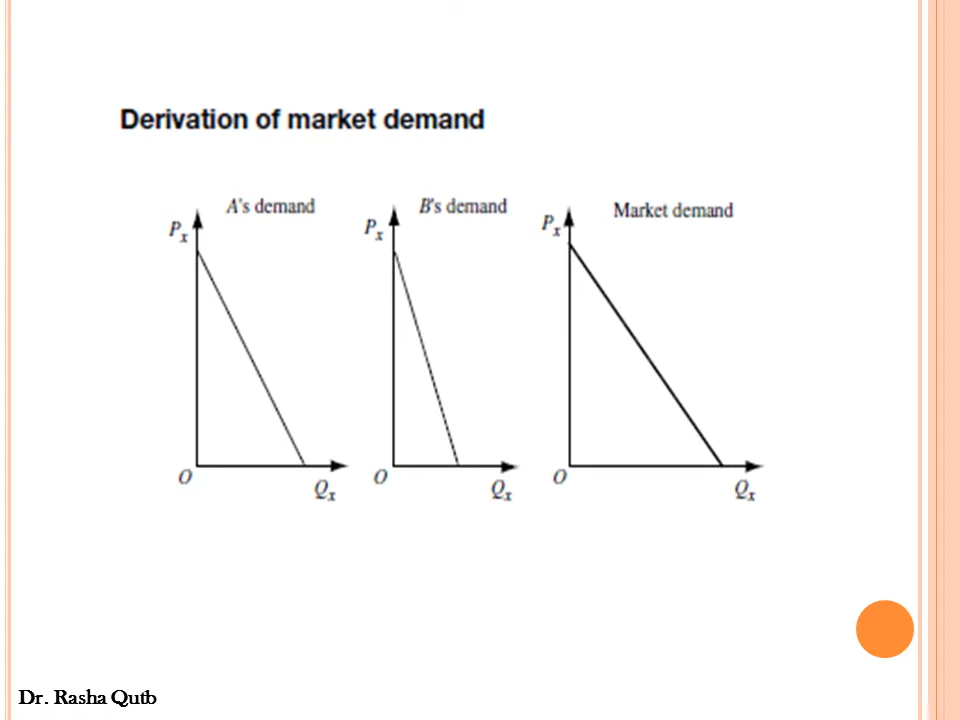 Derivation of market demand
A's demand
B's demand
Market demand
Px
Px
Px
O
Qx
O
Qx
O
Qx
Dr. Rasha Qutb